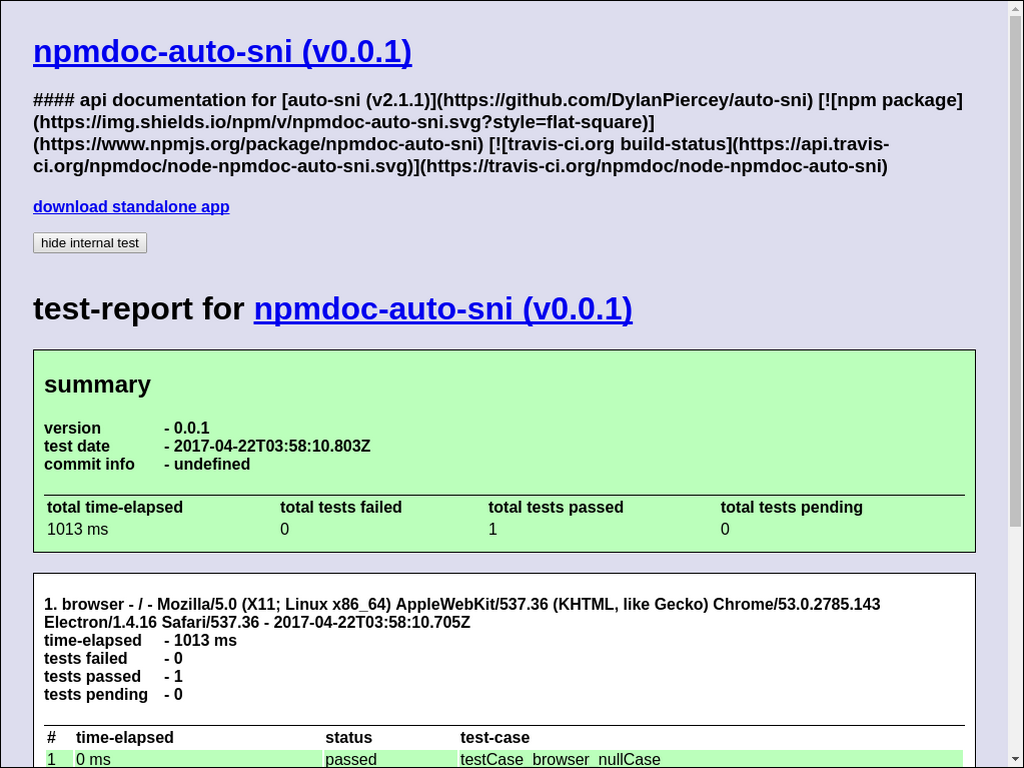 npmdoc-auto-sni (v0.0.1)
#### api documentation for [auto-sni (v2.1.1)](https://github.com/DylanPiercey/auto-sni) [![npm package]
(https://img.shields.io/npm/v/npmdoc-auto-sni.svg?style=flat-square)]
(https://www.npmjs.org/package/npmdoc-auto-sni) [![travis-ci.org build-status](https://api.travis-
ci.org/npmdoc/node-npmdoc-auto-sni.svg)](https://travis-ci.org/npmdoc/node-npmdoc-auto-sni)
download standalone app
hide internal test
test-report for npmdoc-auto-sni (v0.0.1)
summary
version - 0.0.1
test date - 2017-04-22T03:58:10.803Z
commit info - undefined
total time-elapsed total tests failed total tests passed total tests pending
1013 ms 0 1 0
1. browser - / - Mozilla/5.0 (X11; Linux x86_64) AppleWebKit/537.36 (KHTML, like Gecko) Chrome/53.0.2785.143
Electron/1.4.16 Safari/537.36 - 2017-04-22T03:58:10.705Z
time-elapsed - 1013 ms
tests failed - 0
tests passed - 1
tests pending - 0
# time-elapsed status test-case
1 0 ms passed testCase_browser_nullCase